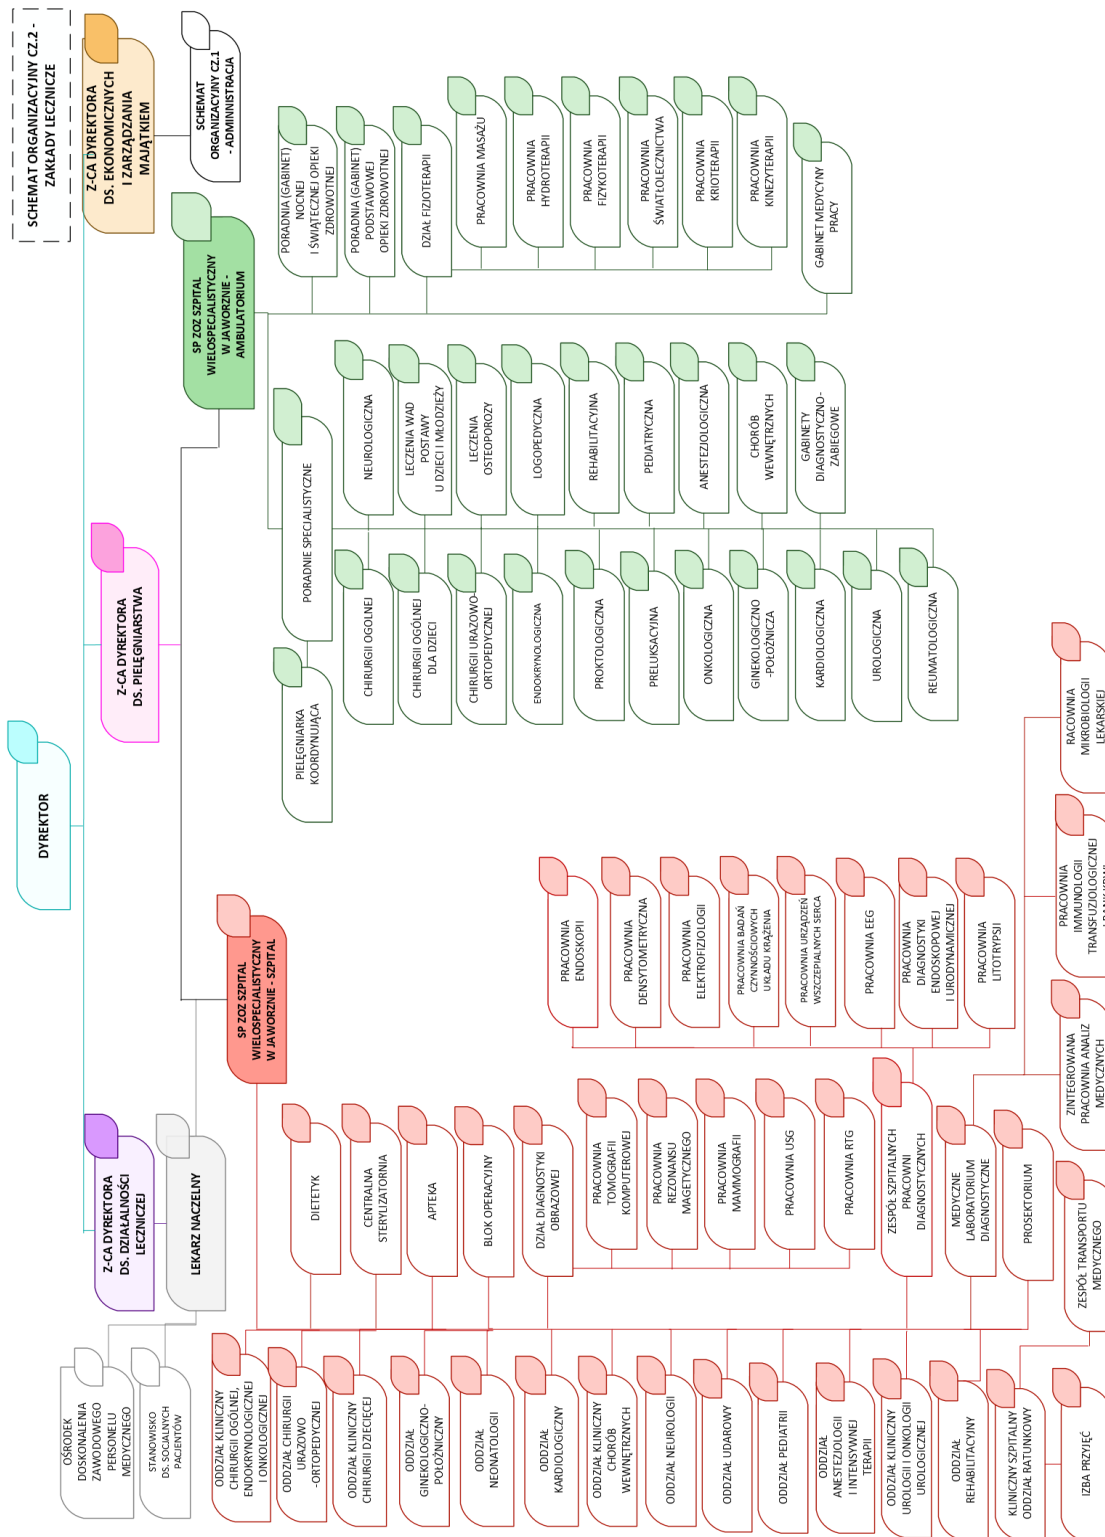 SCHEMAT ORGANIZACYJNY CZ.2 -
ZAKŁADY LECZNICZE
DYREKTOR
Z-CA DYREKTORA
DS. DZIAŁALNOŚCI
LECZNICZEJ
Z-CA DYREKTORA
DS. PIELĘGNIARSTWA
Z-CA DYREKTORA
DS. EKONOMICZNYCH
I ZARZĄDZANIA
MAJĄTKIEM
SCHEMAT
ORGANIZACYJNY CZ.1
- ADMINISTRACJA
LEKARZ NACZELNY
OŚRODEK
DOSKONALENIA
ZAWODOWEGO
PERSONELU
MEDYCZNEGO
STANOWISKO
DS. SOCJALNYCH
PACJENTÓW
SP ZOZ SZPITAL
WIELOSPECJALISTYCZNY
W JAWORZNIE - SZPITAL
SP ZOZ SZPITAL
WIELOSPECJALISTYCZNY
W JAWORZNIE -
AMBULATORIUM
ODDZIAŁ KLINICZNY
CHIRURGII OGÓLNEJ,
ENDOKRYNOLOGICZNEJ
I ONKOLOGICZNEJ
ODDZIAŁ CHIRURGII
URAZOWO
-ORTOPEDYCZNEJ
ODDZIAŁ KLINICZNY
CHIRURGII DZIECIĘCEJ
ODDZIAŁ
GINEKOLOGICZNO-
POŁOŻNICZY
ODDZIAŁ
NEONATOLOGII
ODDZIAŁ
KARDIOLOGICZNY
ODDZIAŁ KLINICZNY
CHORÓB
WEWNĘTRZNYCH
ODDZIAŁ NEUROLOGII
ODDZIAŁ UDAROWY
ODDZIAŁ PEDIATRII
ODDZIAŁ
ANESTEZJOLOGII
I INTENSYWNEJ
TERAPII
ODDZIAŁ KLINICZNY
UROLOGII I ONKOLOGII
UROLOGICZNEJ
ODDZIAŁ
REHABILITACYJNY
KLINICZNY SZPITALNY
ODDZIAŁ RATUNKOWY
IZBA PRZYJĘĆ
DIETETYK
CENTRALNA
STERYLIZATORNIA
APTEKA
BLOK OPERACYJNY
DZIAŁ DIAGNOSTYKI
OBRAZOWEJ
PRACOWNIA
TOMOGRAFII
KOMPUTEROWEJ
PRACOWNIA
REZONANSU
MAGETYCZNEGO
PRACOWNIA
MAMMOGRAFII
PRACOWNIA USG
PRACOWNIA RTG
ZESPÓŁ SZPITALNYCH
PRACOWNI
DIAGNOSTYCZNYCH
MEDYCZNE
LABORATORIUM
DIAGNOSTYCZNE
PROSEKTORIUM
ZESPÓŁ TRANSPORTU
MEDYCZNEGO
PRACOWNIA
ENDOSKOPII
PRACOWNIA
DENSYTOMETRYCZNA
PRACOWNIA
ELEKTROFIZJOLOGII
PRACOWNIA BADAŃ
CZYNNOŚCIOWYCH
UKŁADU KRĄŻENIA
PRACOWNIA URZĄDZEŃ
WSZCZEPIALNYCH SERCA
PRACOWNIA EEG
PRACOWNIA
DIAGNOSTYKI
ENDOSKOPOWEJ
I URODYNAMICZNEJ
PRACOWNIA
LITOTRYPSJI
ZINTEGROWANA
PRACOWNIA ANALIZ
MEDYCZNYCH
PRACOWNIA
IMMUNOLOGII
TRANSFUZJOLOGICZNEJ
RACOWNIA
MIKROBIOLOGII
LEKARSKIEJ
PIELĘGNIARKA
KOORDYNUJĄCA
PORADNIE SPECJALISTYCZNE
CHIRURGII OGOLNEJ
CHIRURGII OGÓLNEJ
DLA DZIECI
CHIRURGII URAZOWO-
ORTOPEDYCZNEJ
ENDOKRYNOLOGICZNA
PROKTOLOGICZNA
PRELUKSACYJNA
ONKOLOGICZNA
GINEKOLOGICZNO
-POŁOŻNICZA
KARDIOLOGICZNA
UROLOGICZNA
REUMATOLOGICZNA
NEUROLOGICZNA
LECZENIA WAD
POSTAWY
U DZIECI I MŁODZIEŻY
LECZENIA
OSTEOPOROZY
LOGOPEDYCZNA
REHABILITACYJNA
PEDIATRYCZNA
ANESTEZJOLOGICZNA
CHORÓB
WEWNĘTRZNYCH
GABINETY
DIAGNOSTYCZNO-
ZABIEGOWE
PORADNIA (GABINET)
NOCNEJ
I ŚWIĄTECZNEJ OPIEKI
ZDROWOTNEJ
PORADNIA (GABINET)
PODSTAWOWEJ
OPIEKI ZDROWOTNEJ
DZIAŁ FIZJOTERAPII
PRACOWNIA MASAŻU
PRACOWNIA
HYDROTERAPII
PRACOWNIA
FIZYKOTERAPII
PRACOWNIA
ŚWIATŁOLECZNICTWA
PRACOWNIA
KRIOTERAPII
PRACOWNIA
KINEZYTERAPII
GABINET MEDYCYNY
PRACY